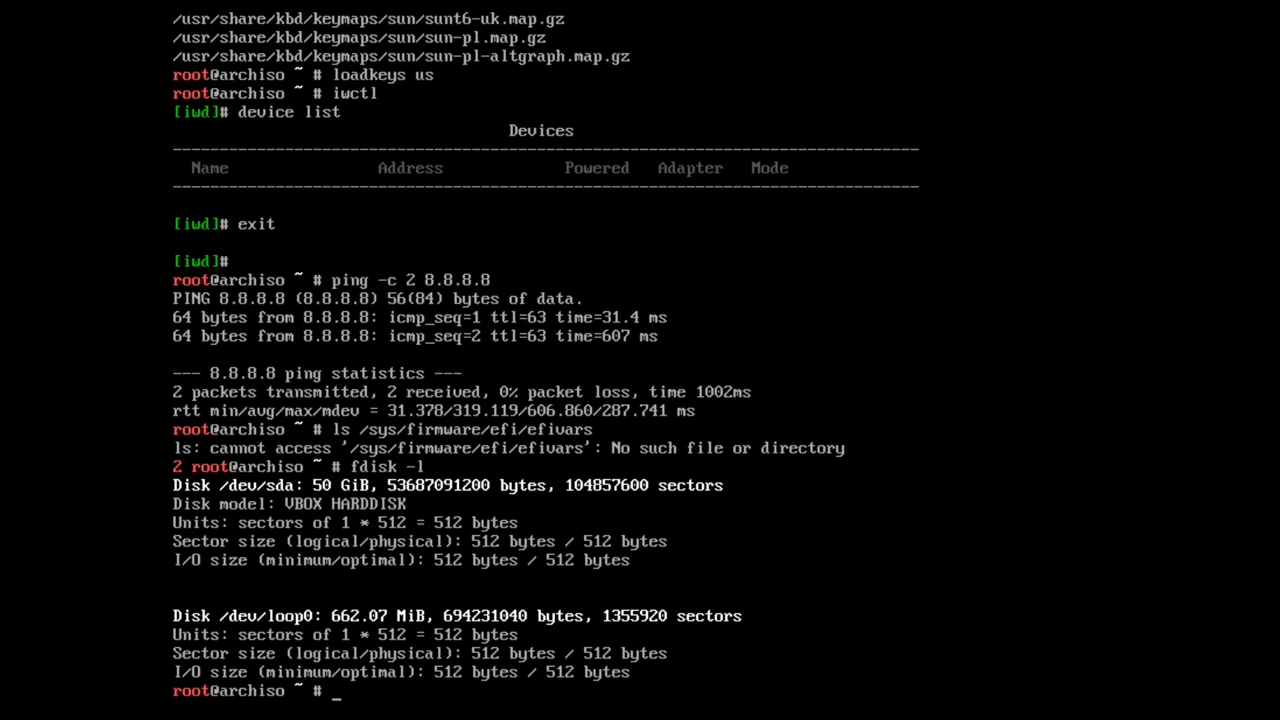 /usr/share/kbd/keymaps/sun/sunt6-uk.map.gz
/usr/share/kbd/keymaps/sun/sun-pl.map.gz
/usr/share/kbd/keymaps/sun/sun-pl-altgraph.map.gz
root@archiso ~ # loadkeys us
root@archiso ~ # iwctl
[iwd]# device list
Devices
--------------------------------------------------------------------------------
Name Address Powered Adapter Mode
--------------------------------------------------------------------------------
[iwd]# exit
[iwd]#
root@archiso ~ # ping -c 2 8.8.8.8
PING 8.8.8.8 (8.8.8.8) 56(84) bytes of data.
64 bytes from 8.8.8.8: icmp_seq=1 ttl=63 time=31.4 ms
64 bytes from 8.8.8.8: icmp_seq=2 ttl=63 time=607 ms
--- 8.8.8.8 ping statistics ---
2 packets transmitted, 2 received, 0% packet loss, time 1002ms
rtt min/avg/max/mdev = 31.378/319.119/606.860/287.741 ms
root@archiso ~ # ls /sys/firmware/efi/efivars
ls: cannot access '/sys/firmware/efi/efivars': No such file or directory
2 root@archiso ~ # fdisk -l
Disk /dev/sda: 50 GiB, 53687091200 bytes, 104857600 sectors
Disk model: VBOX HARDDISK
Units: sectors of 1 * 512 = 512 bytes
Sector size (logical/physical): 512 bytes / 512 bytes
I/O size (minimum/optimal): 512 bytes / 512 bytes
Disk /dev/loop0: 662.07 MiB, 694231040 bytes, 1355920 sectors
Units: sectors of 1 * 512 = 512 bytes
Sector size (logical/physical): 512 bytes / 512 bytes
I/O size (minimum/optimal): 512 bytes / 512 bytes
root@archiso ~ # _